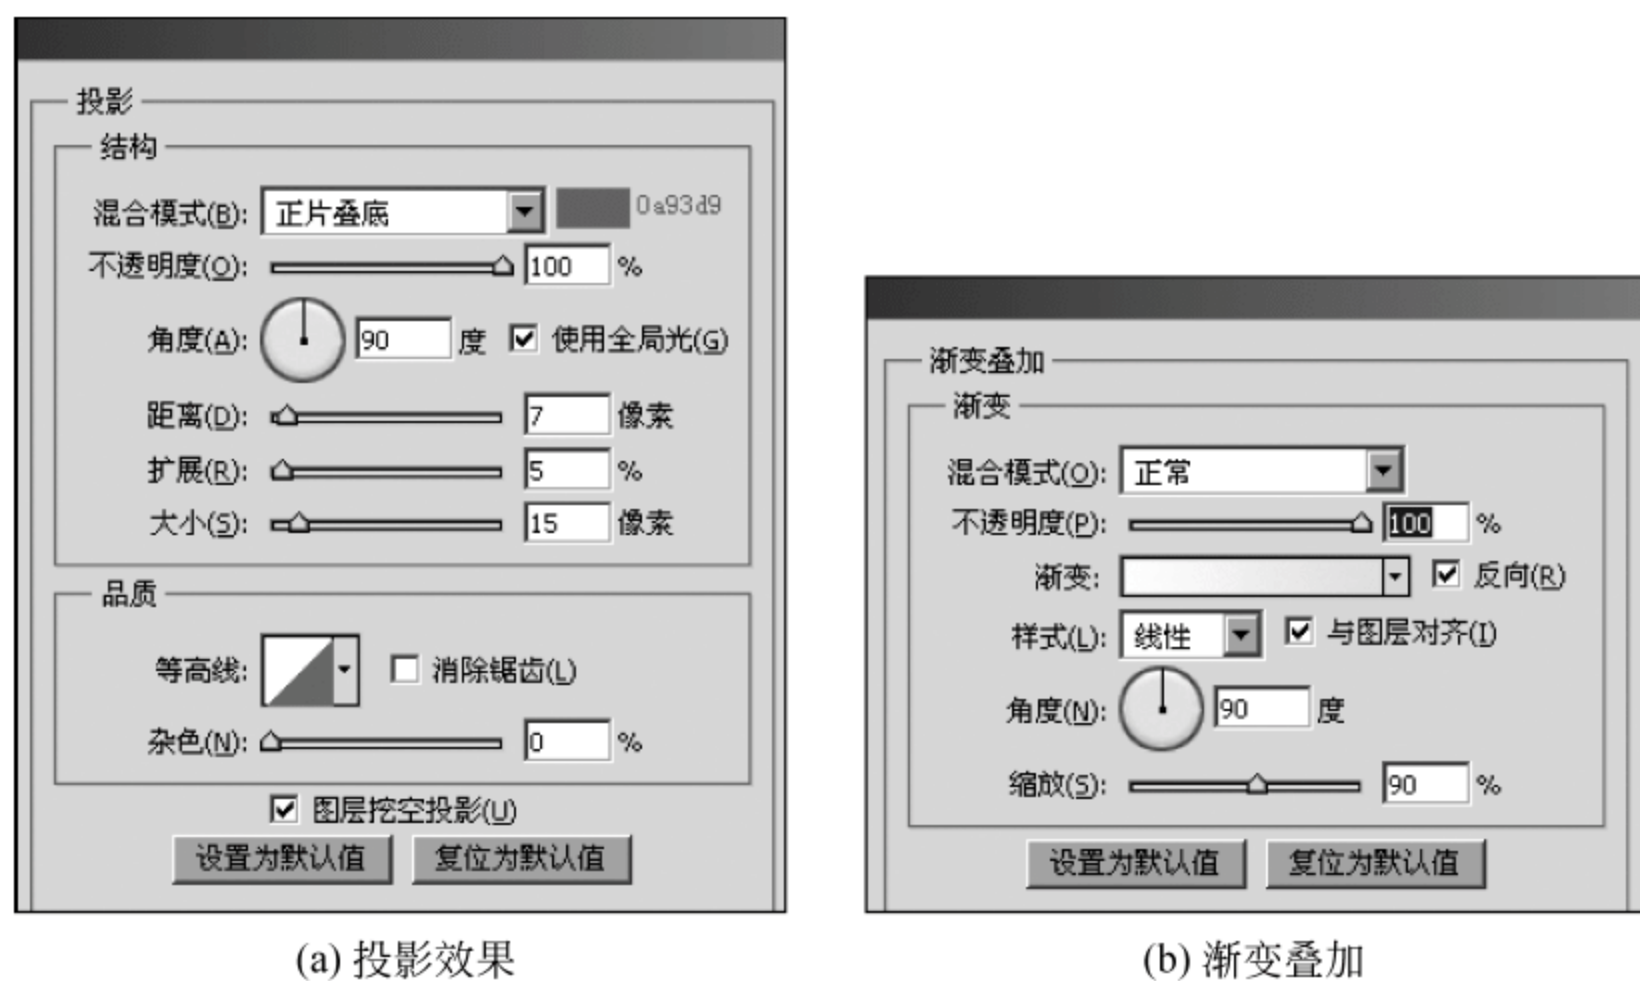 投影
结构
混合模式(B): 正片叠底 0a93d9
不透明度(O): 100 %
角度(A): 90 度 使用全局光(G)
距离(D): 7 像素
扩展(R): 5 %
大小(S): 15 像素
品质
等高线: 消除锯齿(L)
杂色(N): 0 %
图层挖空投影(U)
设置为默认值 复位为默认值
(a) 投影效果
渐变叠加
渐变
混合模式(O): 正常
不透明度(P): 100 %
渐变: 反向(R)
样式(L): 线性 与图层对齐(I)
角度(N): 90 度
缩放(S): 90 %
设置为默认值 复位为默认值
(b) 渐变叠加